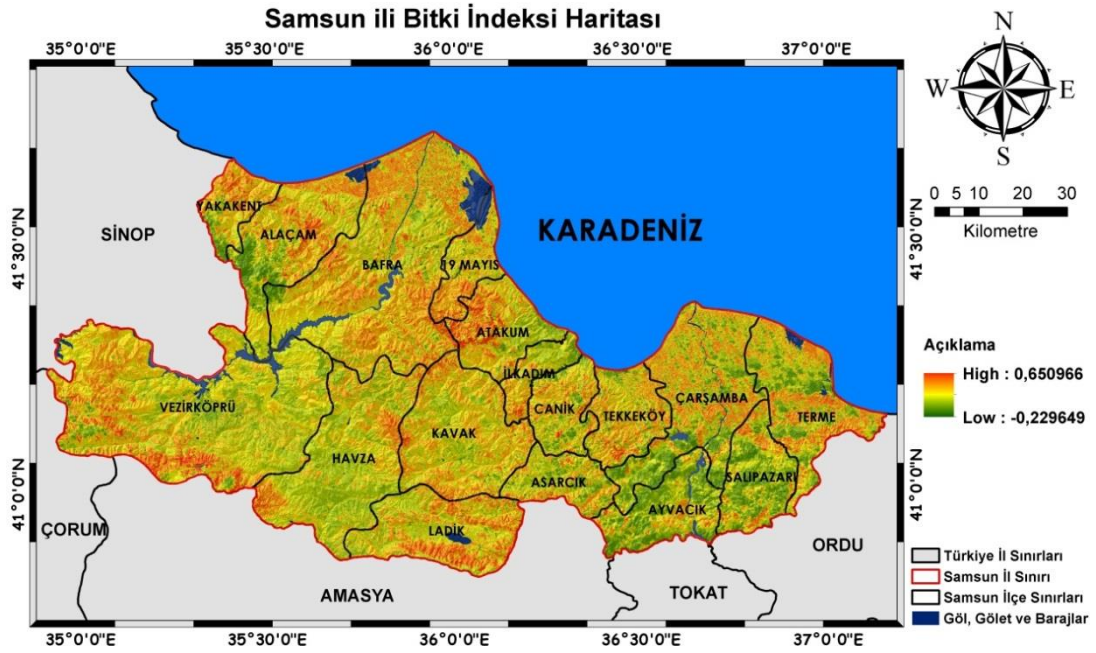 Samsun ili Bitki İndeksi Haritası
35°0'0"E 35°30'0"E 36°0'0"E 36°30'0"E 37°0'0"E
N
W E
S
0 5 10 20 30
Kilometre
41°30'0"N
41°30'0"N
SİNOP
KARADENİZ
YAKAKENT
ALAÇAM
BAFRA
19 MAYIS
ATAKUM
İLKADIM
CANİK
TEKKEKÖY
ÇARŞAMBA
TERME
VEZİRKÖPRÜ
HAVZA
KAVAK
ASARCIK
AYVACIK
SALIPAZARI
LADİK
Açıklama
High : 0,650966
Low : -0,229649
41°0'0"N
41°0'0"N
ÇORUM
AMASYA
TOKAT
ORDU
Türkiye İl Sınırları
Samsun İl Sınırı
Samsun İlçe Sınırları
Göl, Gölet ve Barajlar
35°0'0"E 35°30'0"E 36°0'0"E 36°30'0"E 37°0'0"E